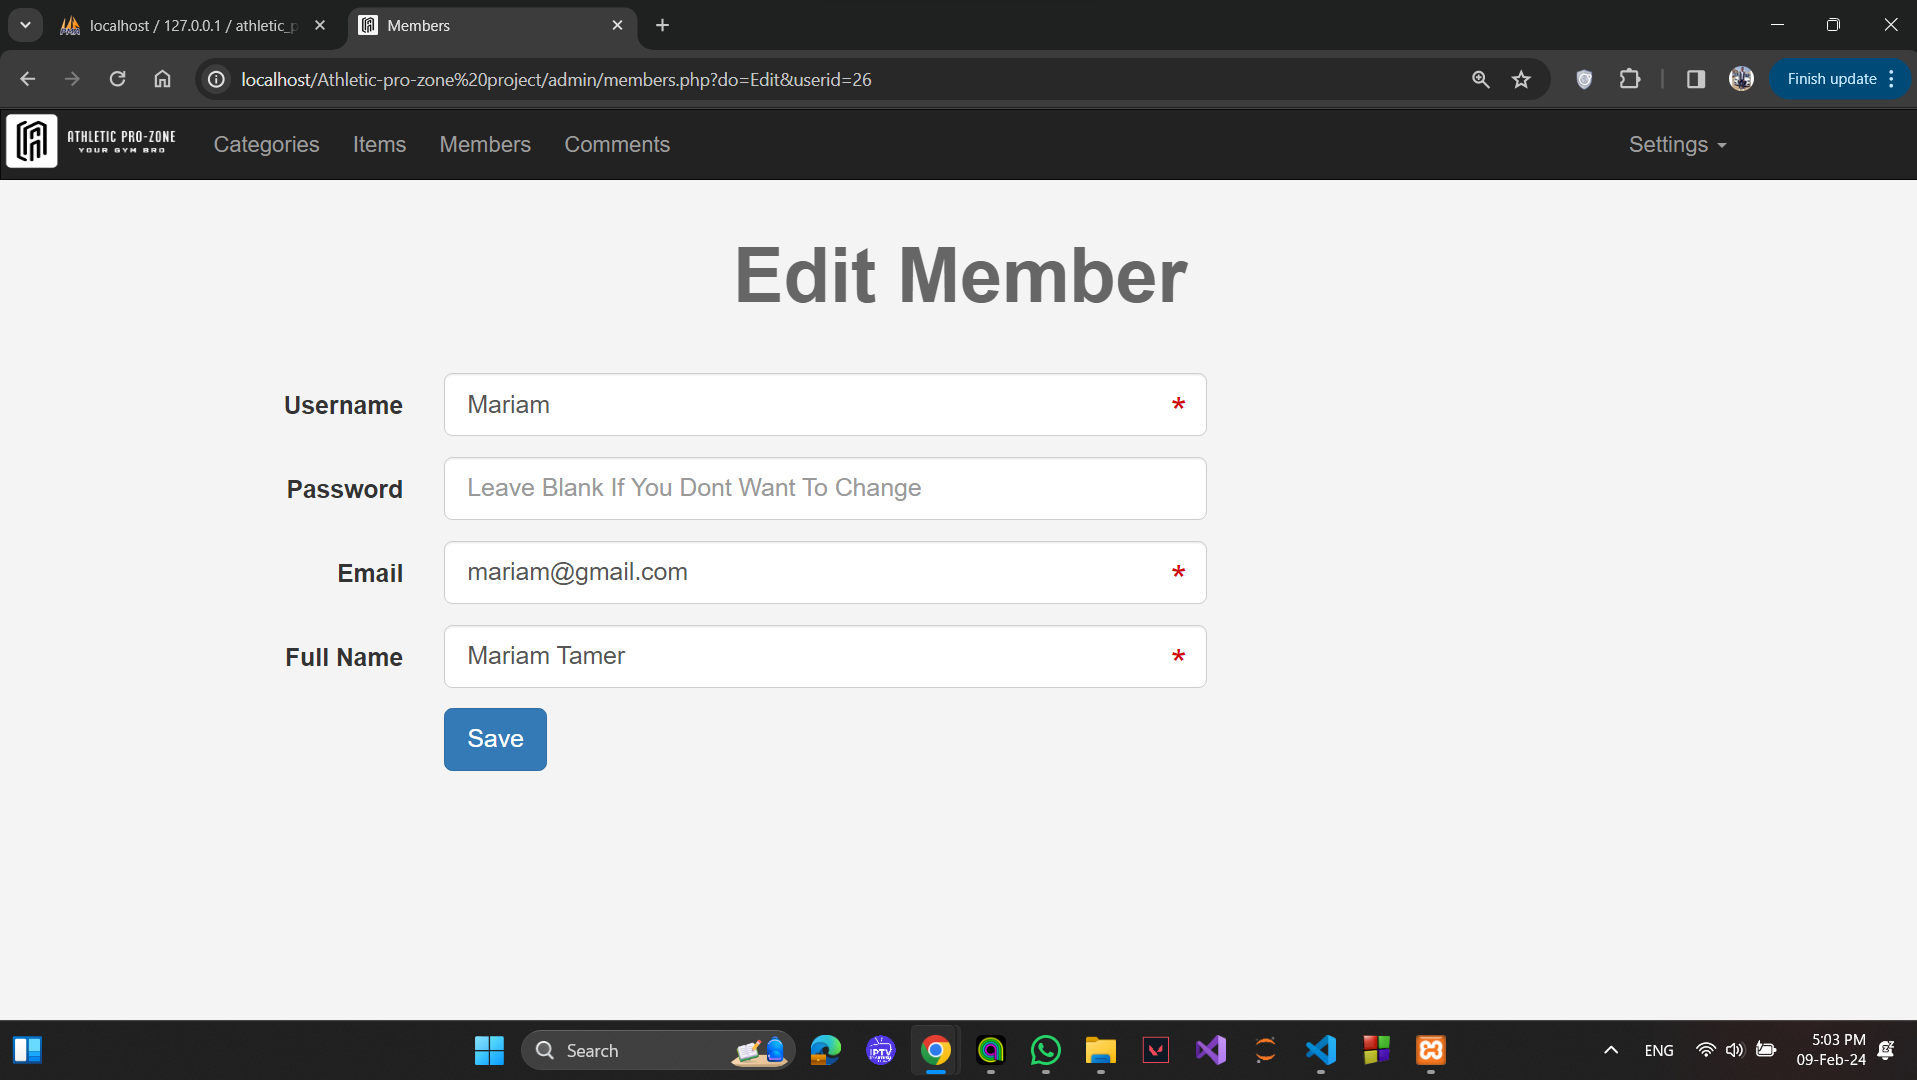 localhost / 127.0.0.1 / athletic_p
Members
localhost/Athletic-pro-zone%20project/admin/members.php?do=Edit&userid=26
Finish update
ATHLETIC PRO-ZONE
YOUR GYM BRO
Categories
Items
Members
Comments
Settings
Edit Member
Username
Mariam
*
Password
Leave Blank If You Dont Want To Change
Email
mariam@gmail.com
*
Full Name
Mariam Tamer
*
Save
Search
IPTV
ENG
5:03 PM
09-Feb-24